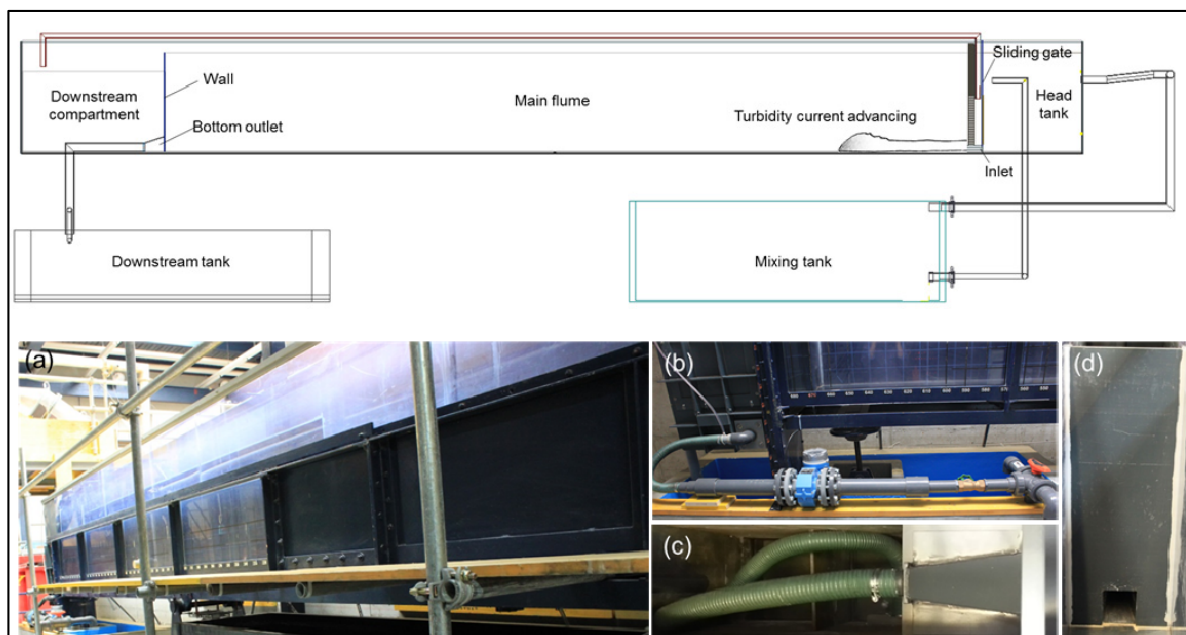 Sliding gate
Wall
Downstream
compartment
Main flume
Head
tank
Bottom outlet
Turbidity current advancing
Inlet
Downstream tank
Mixing tank
(a)
(b)
(c)
(d)